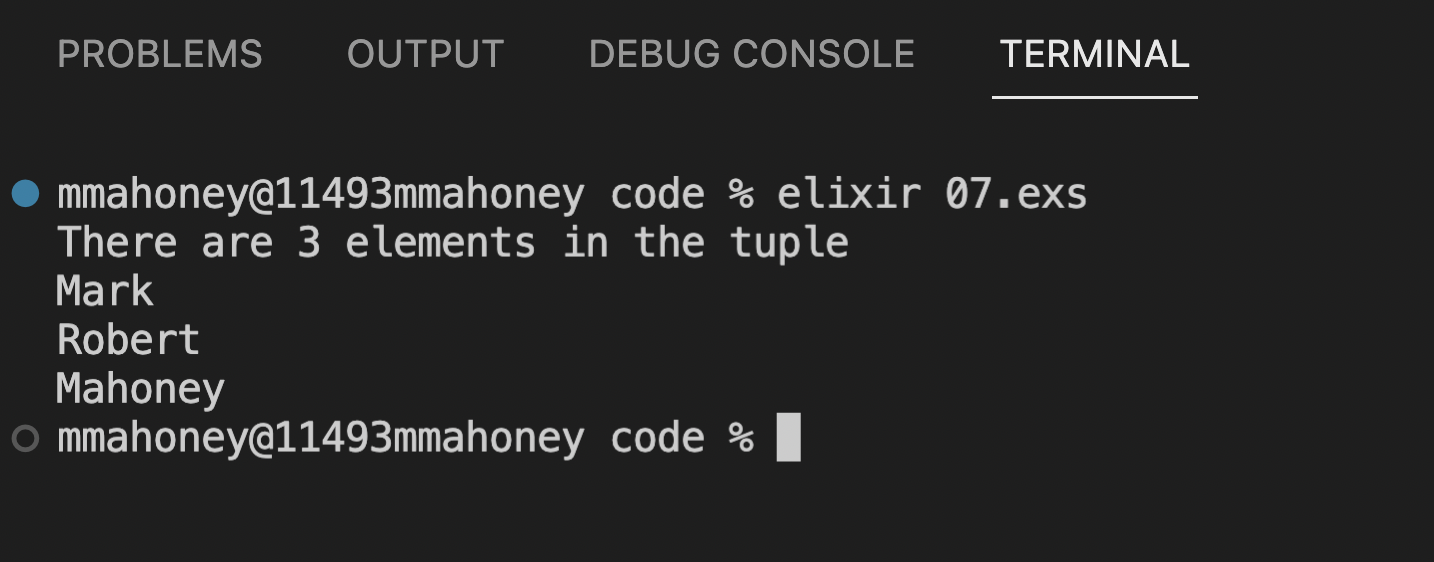 PROBLEMS OUTPUT DEBUG CONSOLE TERMINAL
mmahoney@11493mmahoney code % elixir 07.exs
There are 3 elements in the tuple
Mark
Robert
Mahoney
mmahoney@11493mmahoney code %